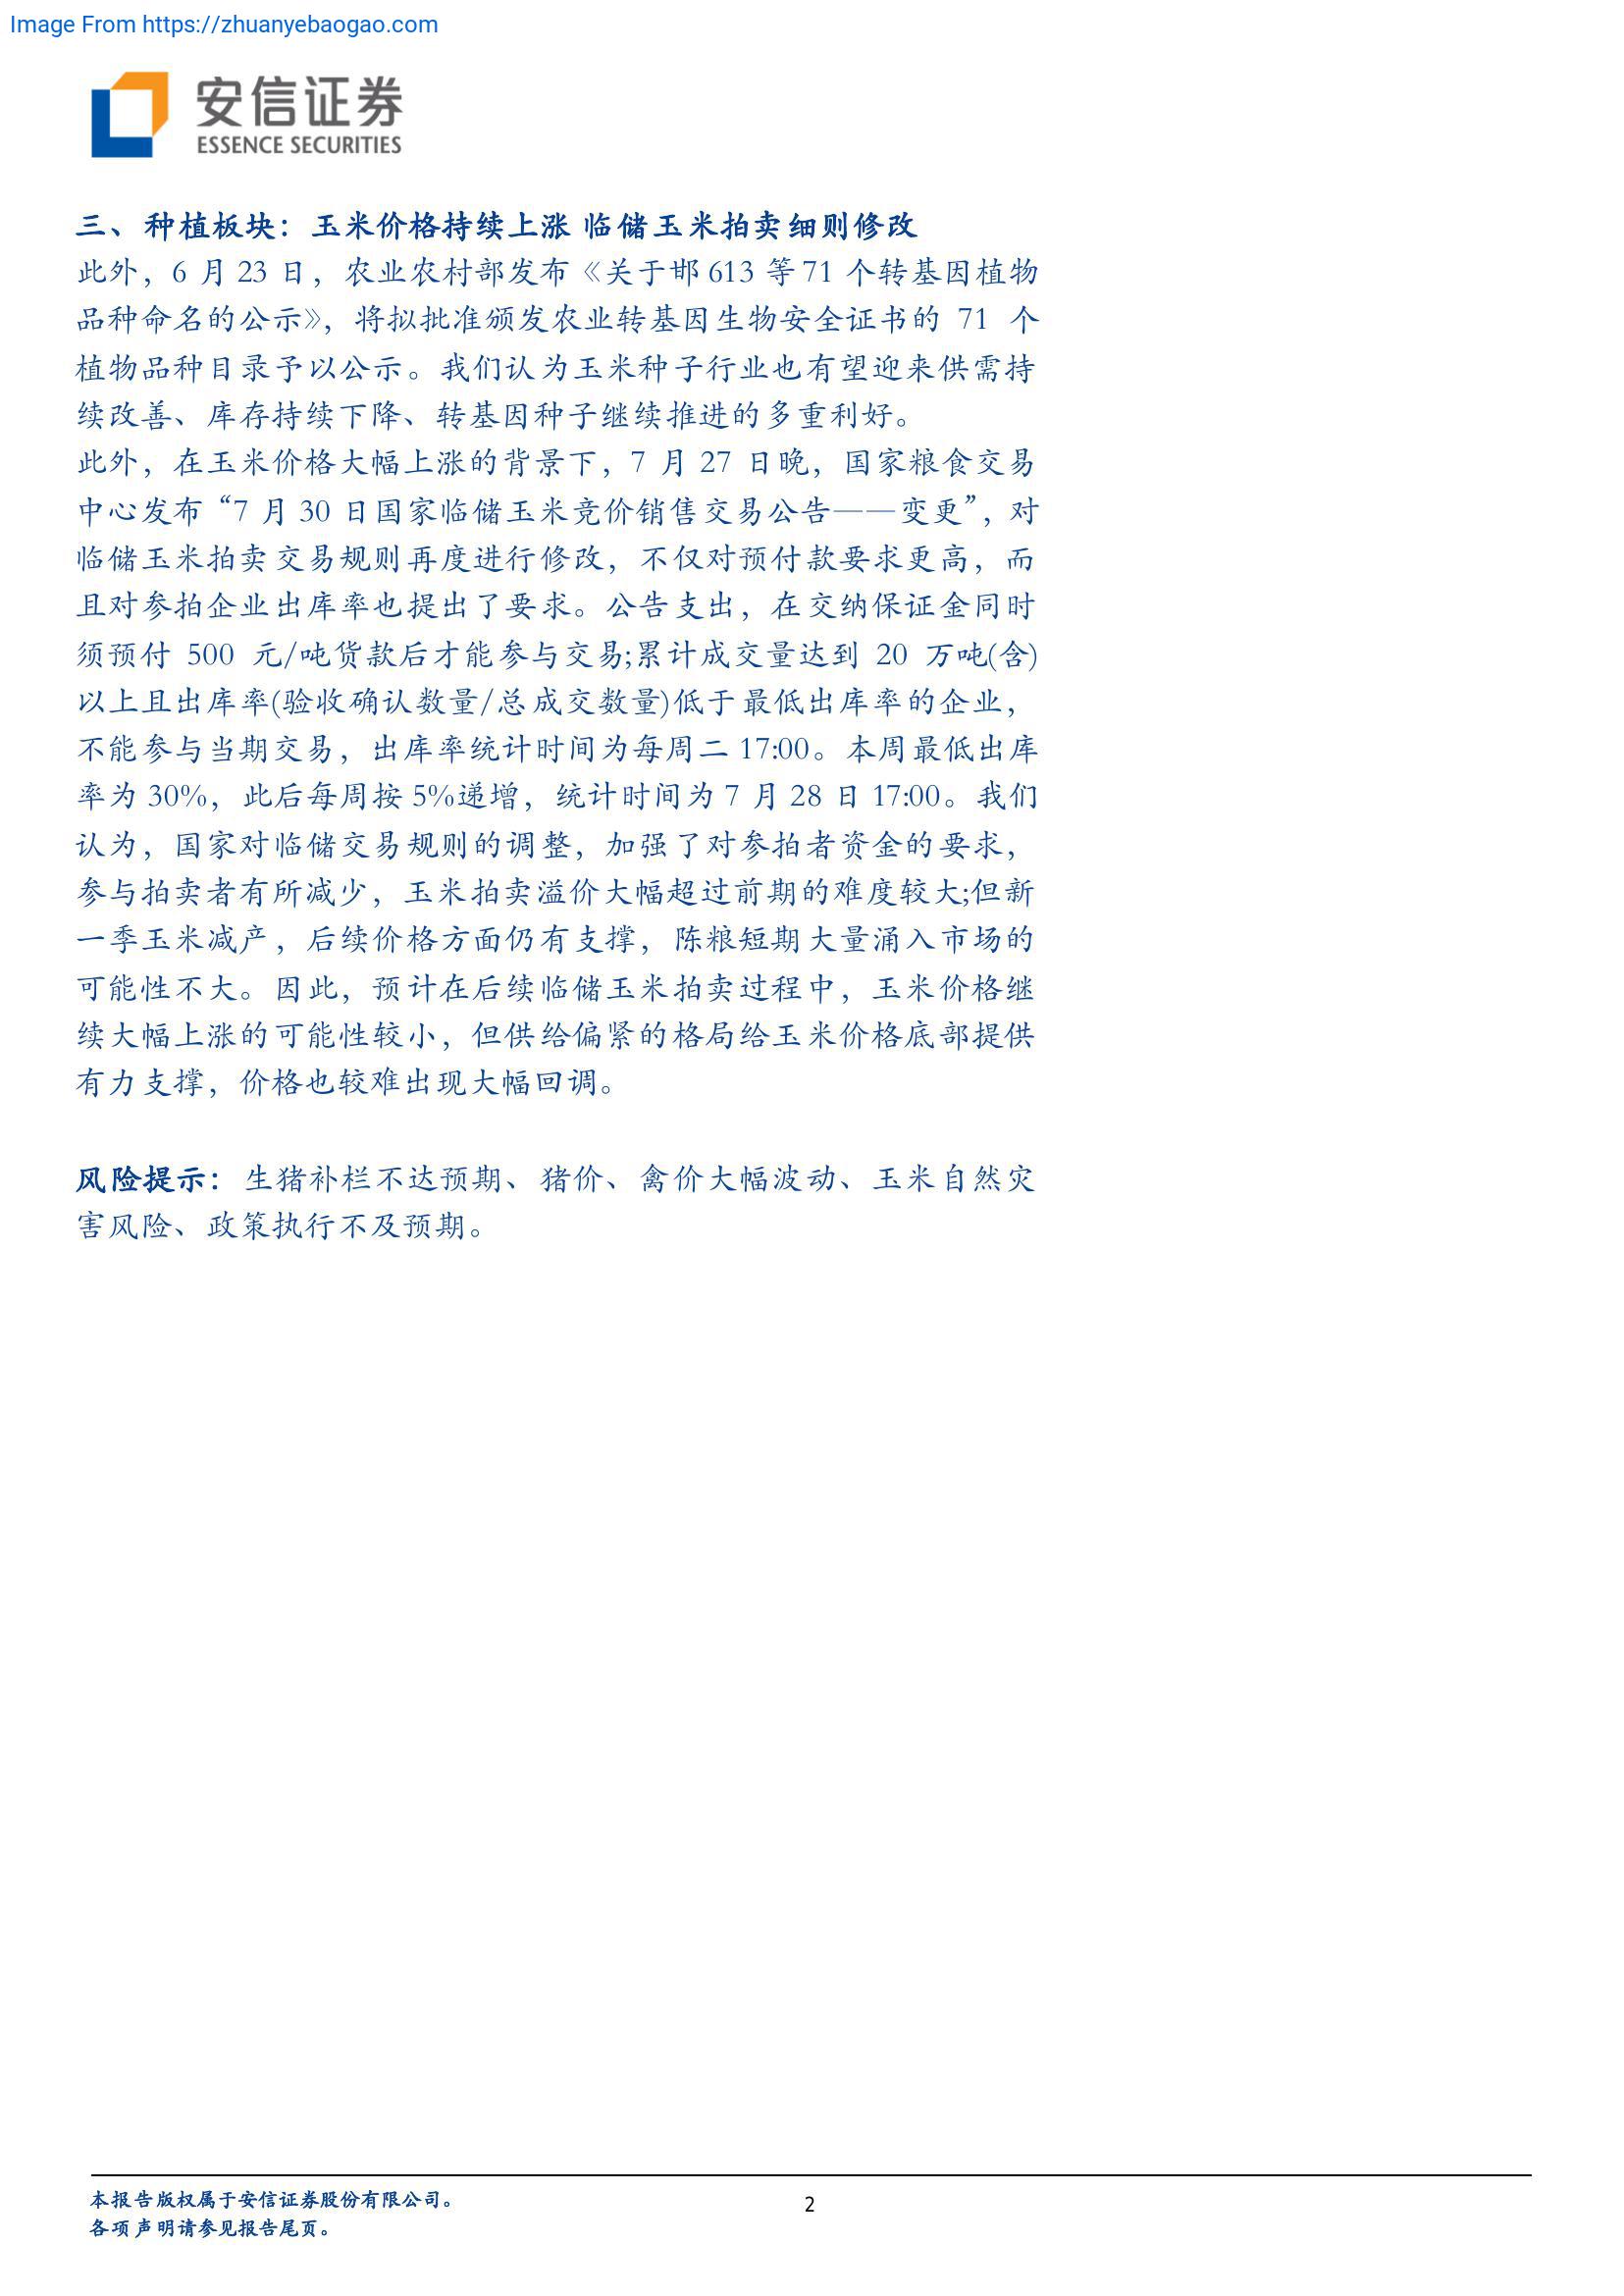 Image From https://zhuanyebaogao.com
安信证券
ESSENCE SECURITIES
三、种植板块：玉米价格持续上涨 临储玉米拍卖细则修改
此外，6 月 23 日，农业农村部发布《关于邯 613 等 71 个转基因植物
品种命名的公示》，将拟批准颁发农业转基因生物安全证书的 71 个
植物品种目录予以公示。我们认为玉米种子行业也有望迎来供需持
续改善、库存持续下降、转基因种子继续推进的多重利好。
此外，在玉米价格大幅上涨的背景下，7 月 27 日晚，国家粮食交易
中心发布“7 月 30 日国家临储玉米竞价销售交易公告——变更”，对
临储玉米拍卖交易规则再度进行修改，不仅对预付款要求更高，而
且对参拍企业出库率也提出了要求。公告支出，在交纳保证金同时
须预付 500 元/吨货款后才能参与交易;累计成交量达到 20 万吨(含)
以上且出库率(验收确认数量/总成交数量)低于最低出库率的企业，
不能参与当期交易，出库率统计时间为每周二 17:00。本周最低出库
率为 30%，此后每周按 5%递增，统计时间为 7 月 28 日 17:00。我们
认为，国家对临储交易规则的调整，加强了对参拍者资金的要求，
参与拍卖者有所减少，玉米拍卖溢价大幅超过前期的难度较大;但新
一季玉米减产，后续价格方面仍有支撑，陈粮短期大量涌入市场的
可能性不大。因此，预计在后续临储玉米拍卖过程中，玉米价格继
续大幅上涨的可能性较小，但供给偏紧的格局给玉米价格底部提供
有力支撑，价格也较难出现大幅回调。
风险提示：生猪补栏不达预期、猪价、禽价大幅波动、玉米自然灾
害风险、政策执行不及预期。
本报告版权属于安信证券股份有限公司。
2
各项声明请参见报告尾页。